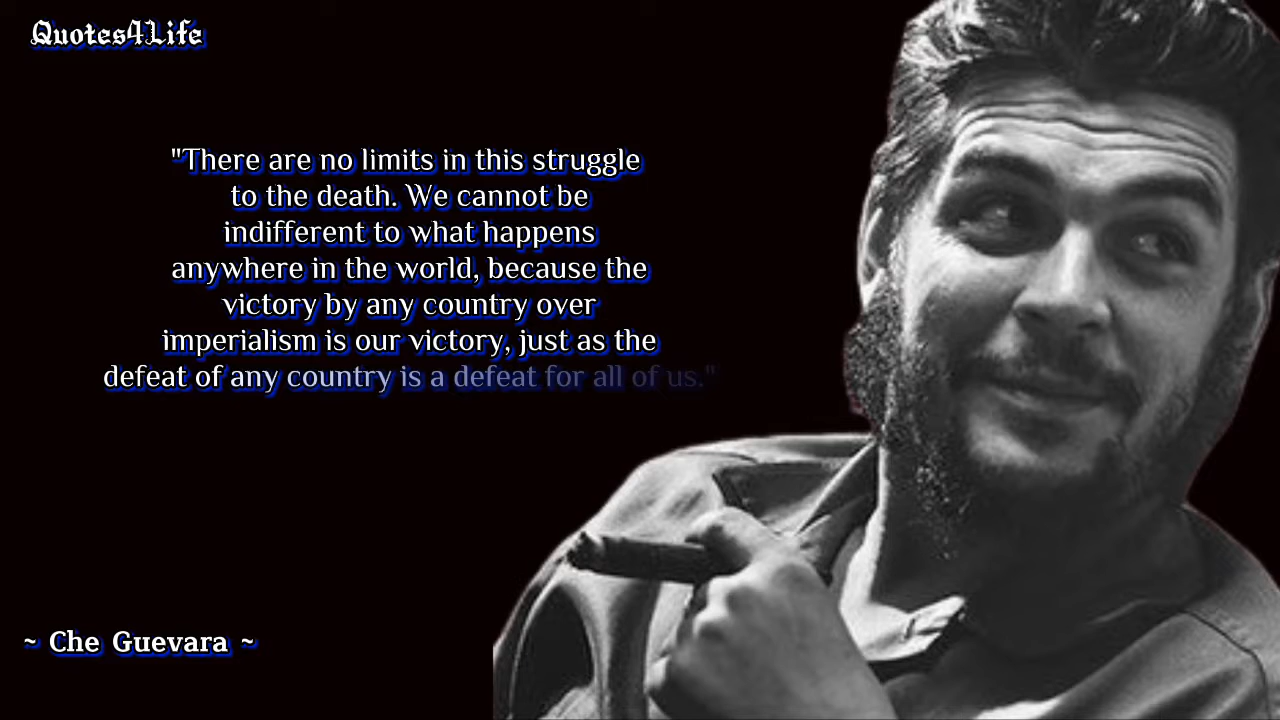 Quotes4Life
"There are no limits in this struggle
to the death. We cannot be
indifferent to what happens
anywhere in the world, because the
victory by any country over
imperialism is our victory, just as the
defeat of any country is a defeat for all of us."
~ Che Guevara ~